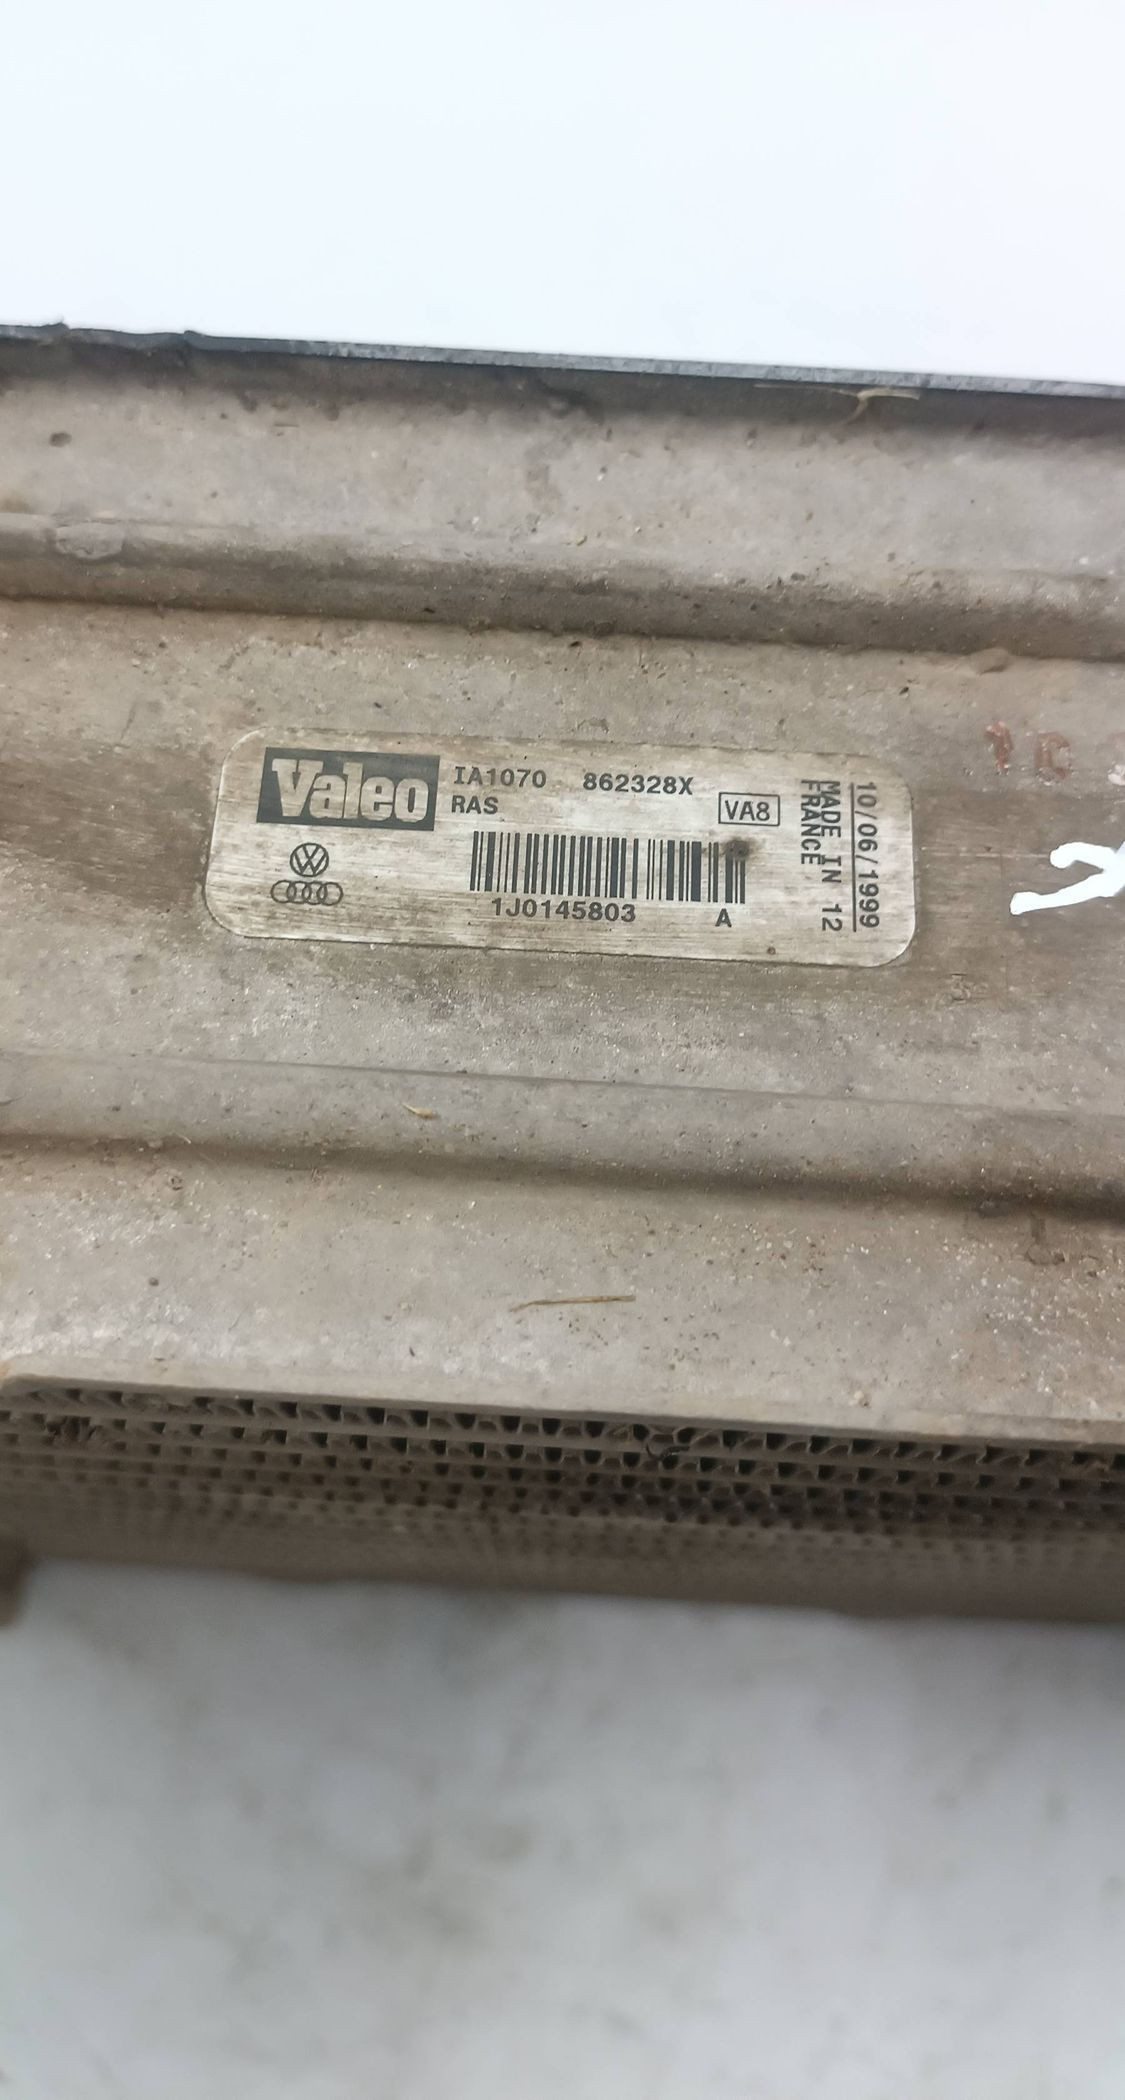 Valeo
IA1070 862328X
RAS
VA8
1J0145803 A
10/06/1999
MADE IN 12
FRANCE